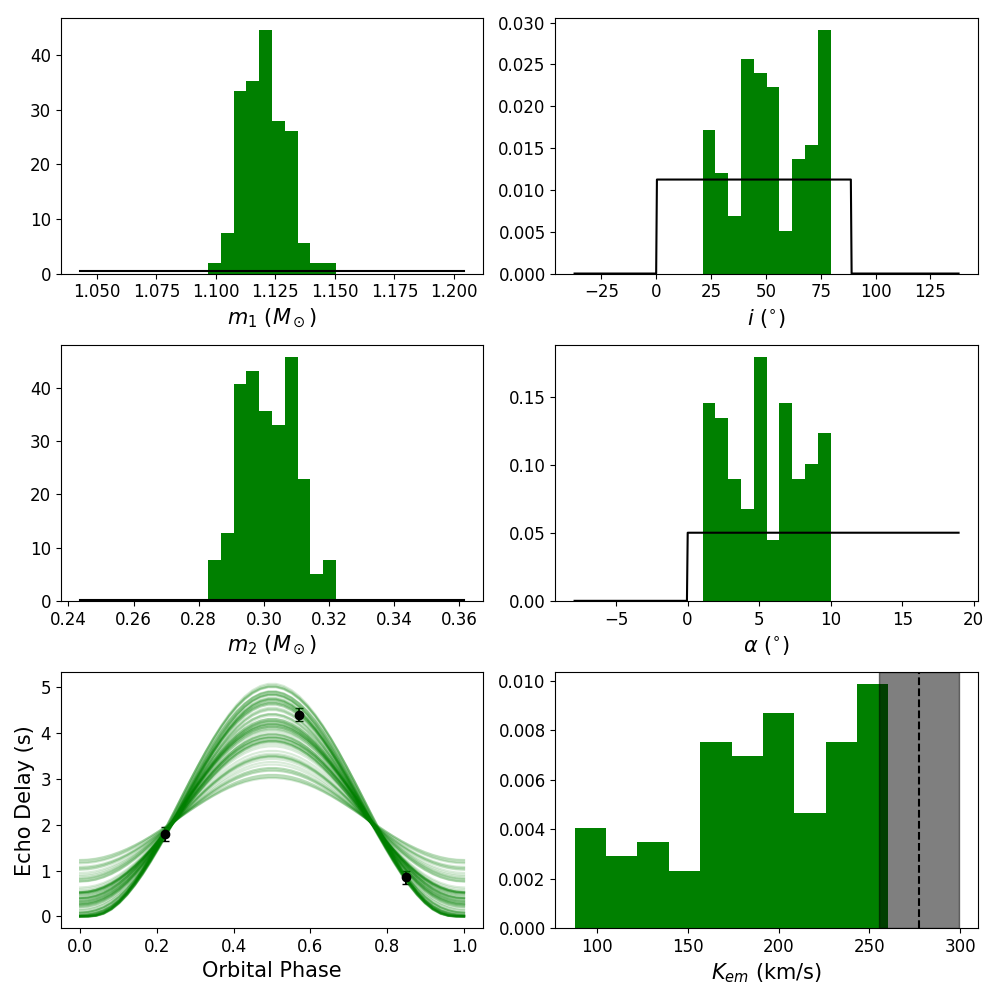 40
30
20
10
0
1.050 1.075 1.100 1.125 1.150 1.175 1.200
m₁ (M⊙)
0.030
0.025
0.020
0.015
0.010
0.005
0.000
−25 0 25 50 75 100 125
i (°)
40
30
20
10
0
0.24 0.26 0.28 0.30 0.32 0.34 0.36
m₂ (M⊙)
0.15
0.10
0.05
0.00
−5 0 5 10 15 20
α (°)
Echo Delay (s)
5
4
3
2
1
0
0.0 0.2 0.4 0.6 0.8 1.0
Orbital Phase
0.010
0.008
0.006
0.004
0.002
0.000
100 150 200 250 300
Kem (km/s)